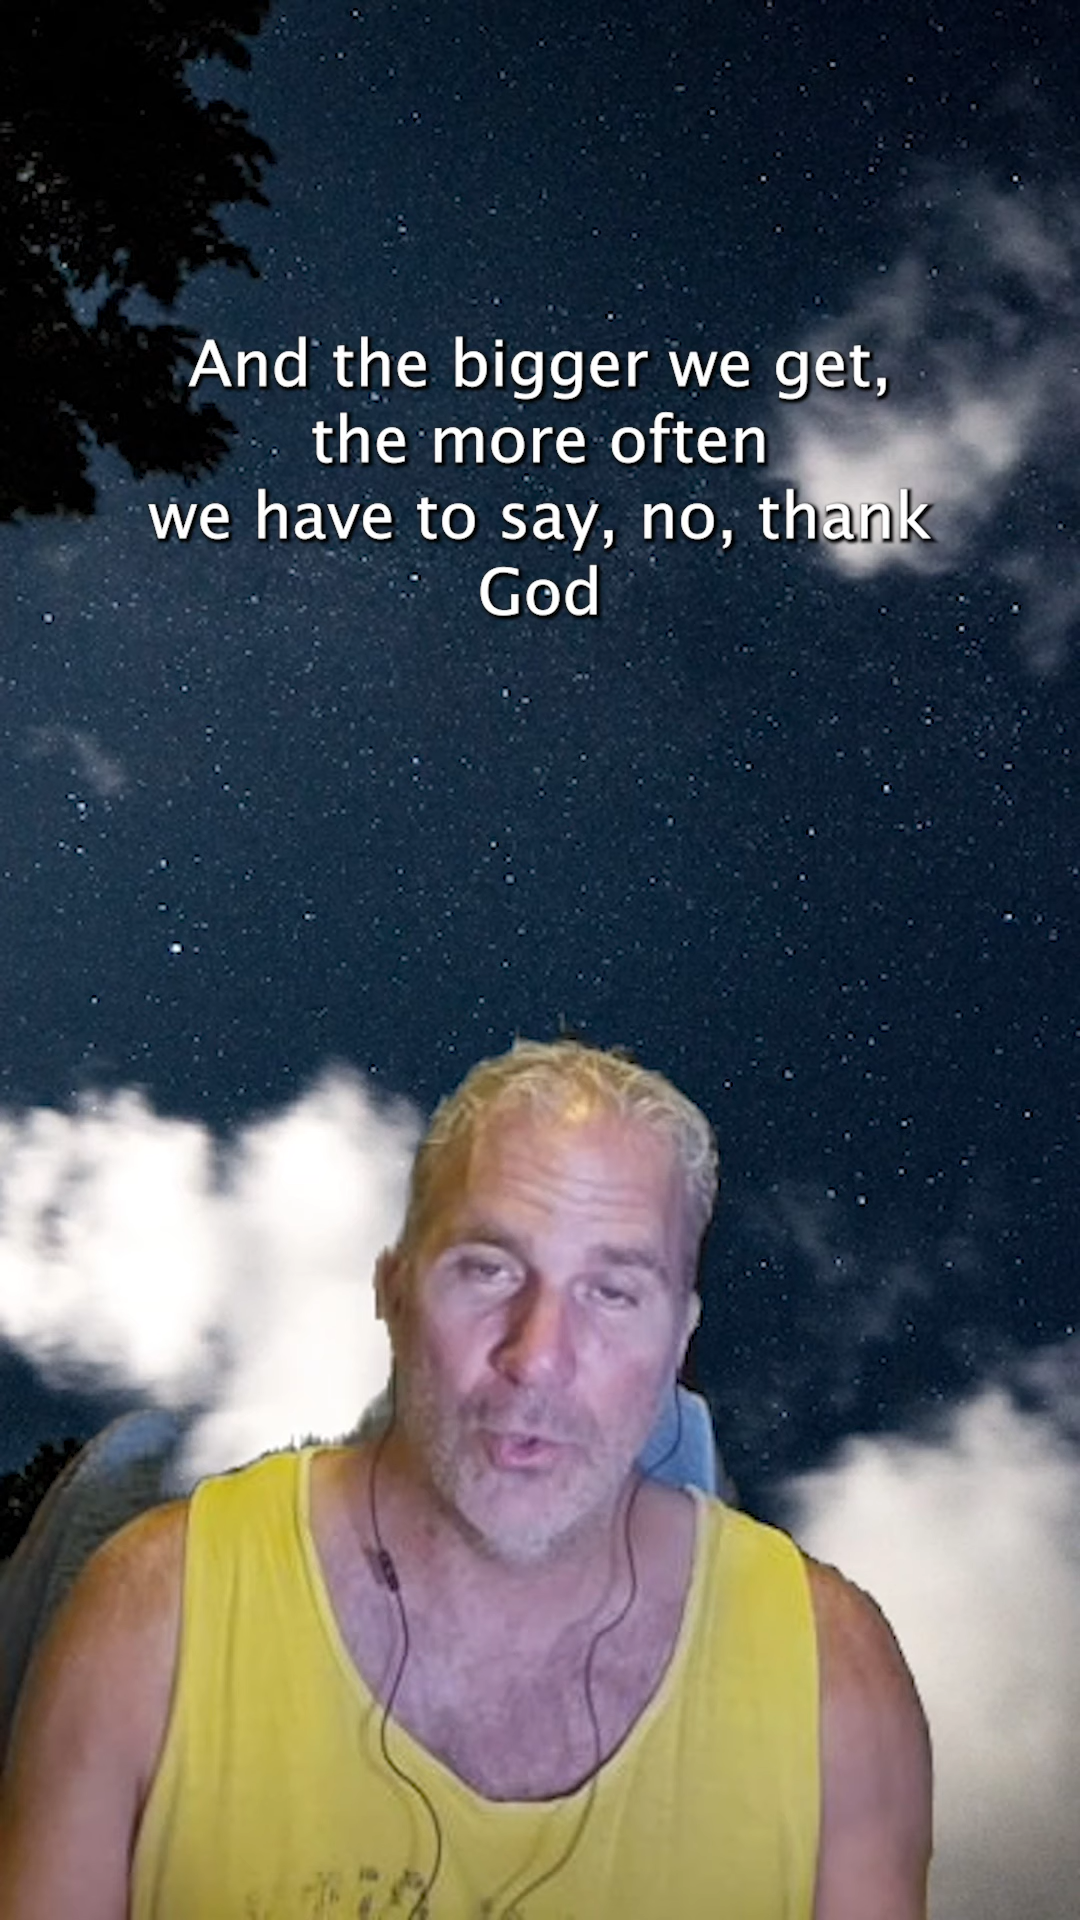 And the bigger we get,
the more often
we have to say, no, thank
God